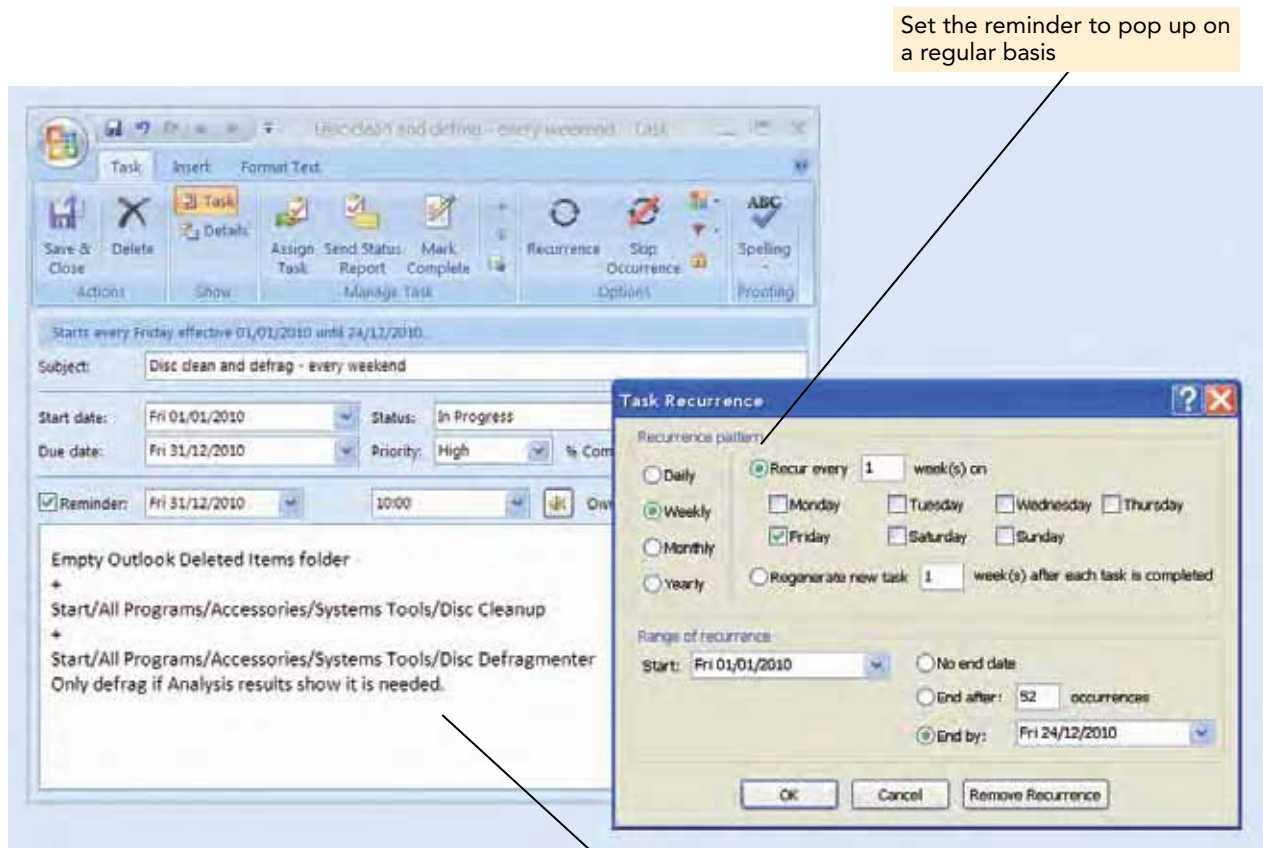 Set the reminder to pop up on
a regular basis
Disc clean and defrag - every weekend - Task
Task Insert Format Text
Save & Close
Delete
Actions
Task
Details
Show
Assign Task
Send Status Report
Mark Complete
Manage Task
Recurrence
Skip Occurrence
Options
ABC
Spelling
Proofing
Starts every Friday effective 01/01/2010 until 24/12/2010.
Subject: Disc clean and defrag - every weekend
Start date: Fri 01/01/2010 Status: In Progress
Due date: Fri 31/12/2010 Priority: High % Com
Reminder: Fri 31/12/2010 10:00
Empty Outlook Deleted Items folder
+
Start/All Programs/Accessories/Systems Tools/Disc Cleanup
+
Start/All Programs/Accessories/Systems Tools/Disc Defragmenter
Only defrag if Analysis results show it is needed.
Task Recurrence
Recurrence pattern
Daily
Weekly
Monthly
Yearly
Recur every 1 week(s) on
Monday Tuesday Wednesday Thursday
Friday Saturday Sunday
Regenerate new task 1 week(s) after each task is completed
Range of recurrence
Start: Fri 01/01/2010
No end date
End after: 52 occurrences
End by: Fri 24/12/2010
OK Cancel Remove Recurrence